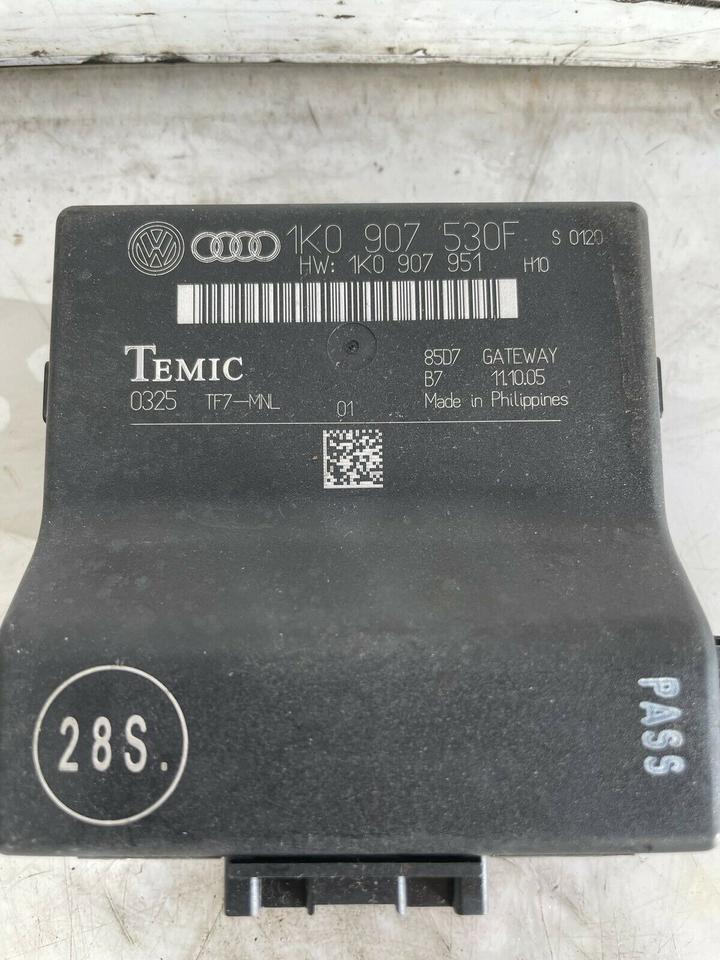 1K0 907 530F S 0120
HW: 1K0 907 951 H10
TEMIC
85D7 GATEWAY
B7 11.10.05
0325 TF7-MNL 01 Made in Philippines
28S.
PASS